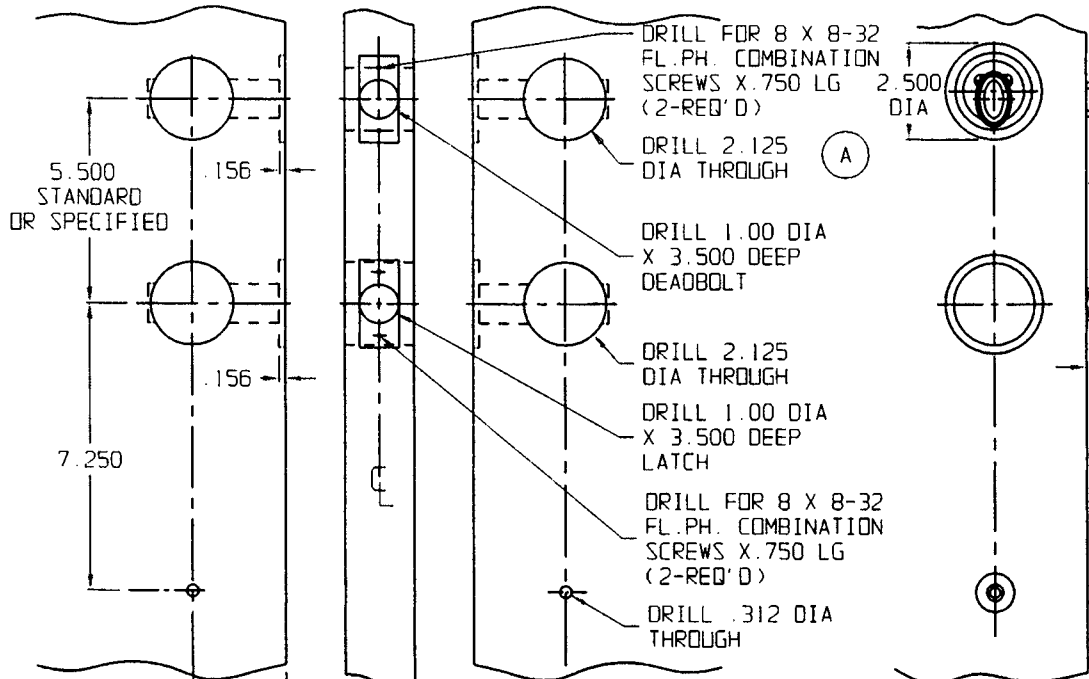 DRILL FOR 8 X 8-32
FL.PH. COMBINATION
SCREWS X.750 LG
(2-REQ'D)
2.500
DIA
DRILL 2.125
DIA THROUGH
A
5.500
STANDARD
OR SPECIFIED
.156
DRILL 1.00 DIA
X 3.500 DEEP
DEADBOLT
DRILL 2.125
DIA THROUGH
.156
DRILL 1.00 DIA
X 3.500 DEEP
LATCH
7.250
CL
DRILL FOR 8 X 8-32
FL.PH. COMBINATION
SCREWS X.750 LG
(2-REQ'D)
DRILL .312 DIA
THROUGH